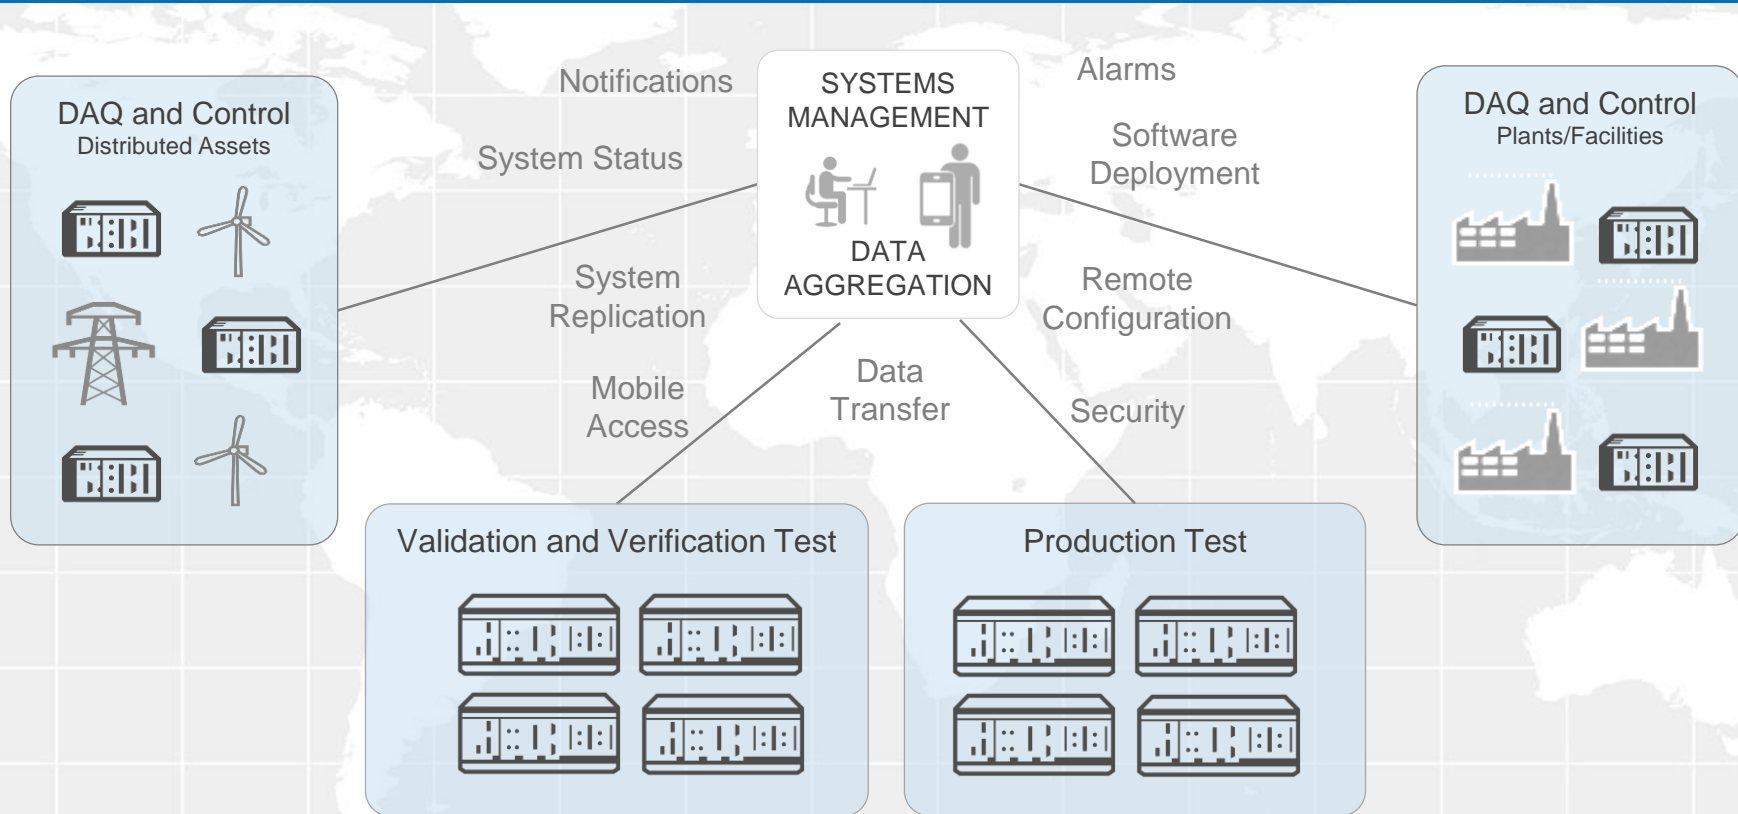 DAQ and Control
Distributed Assets
Notifications
System Status
System
Replication
Mobile
Access
SYSTEMS
MANAGEMENT
DATA
AGGREGATION
Data
Transfer
Alarms
Software
Deployment
Remote
Configuration
Security
DAQ and Control
Plants/Facilities
Validation and Verification Test
Production Test